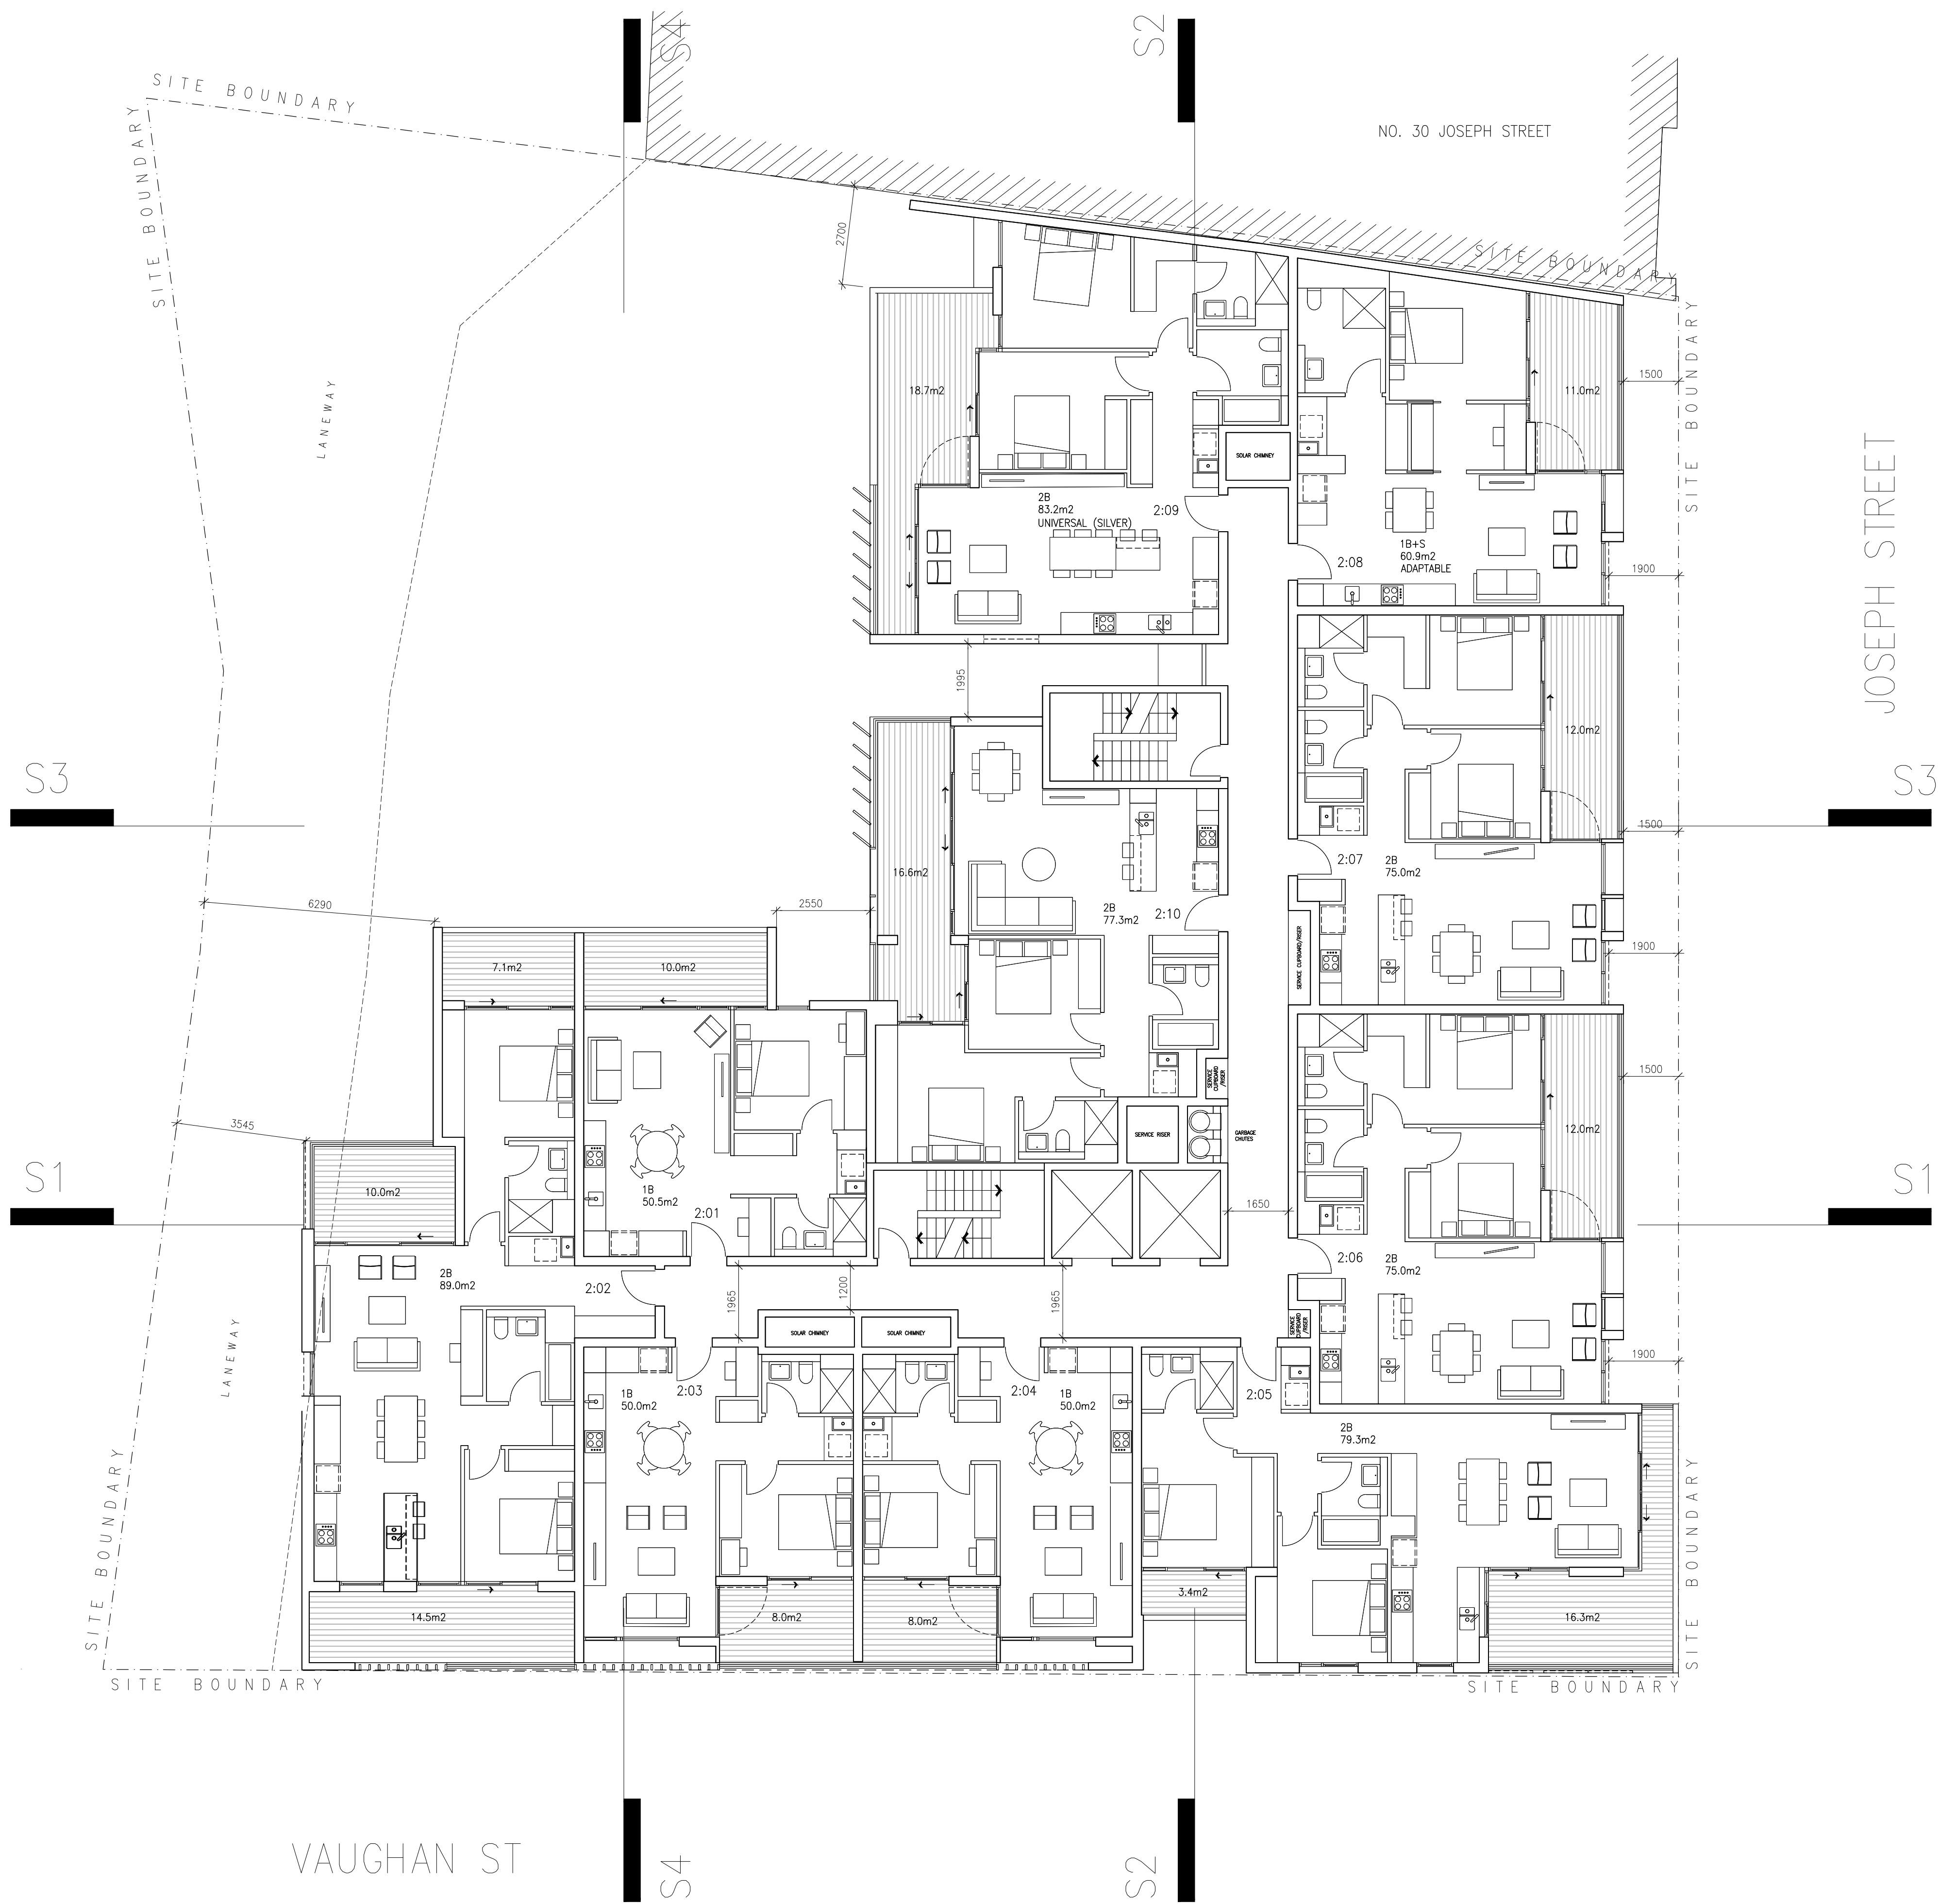 S4
S2
SITE BOUNDARY
SITE BOUNDARY
NO. 30 JOSEPH STREET
SITE BOUNDARY
SITE BOUNDARY
JOSEPH STREET
LANEWAY
2700
18.7m2
11.0m2
1500
SOLAR CHIMNEY
2B
83.2m2
UNIVERSAL (SILVER)
2:09
2:08
1B+S
60.9m2
ADAPTABLE
1900
1995
12.0m2
S3
S3
1500
16.6m2
2:07
2B
75.0m2
6290
2550
2B
77.3m2
2:10
SERVICE CUPBOARD/RISER
1900
7.1m2
10.0m2
1500
SERVICE
CUPBOARD
/RISER
3545
SERVICE RISER
GARBAGE
CHUTES
12.0m2
S1
S1
10.0m2
1B
50.5m2
2:01
1650
2B
89.0m2
2:02
1965
1200
1965
2:06
2B
75.0m2
SOLAR CHIMNEY
SOLAR CHIMNEY
SERVICE
CUPBOARD
/RISER
LANEWAY
1900
1B
50.0m2
2:03
2:04
1B
50.0m2
2:05
2B
79.3m2
SITE BOUNDARY
SITE BOUNDARY
14.5m2
8.0m2
8.0m2
3.4m2
16.3m2
SITE BOUNDARY
SITE BOUNDARY
VAUGHAN ST
S4
S2